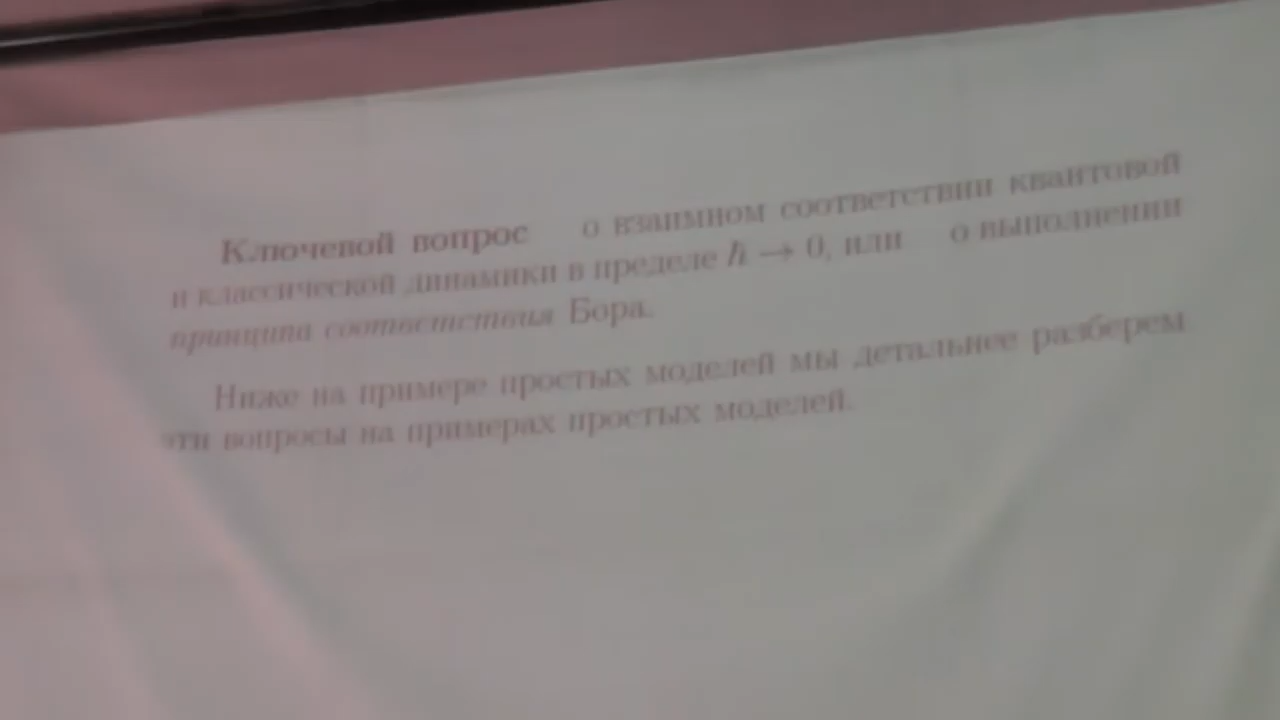 Ключевой вопрос о взаимном соответствии квантовой
и классической динамики в пределе ℏ → 0, или о выполнении
принципа соответствия Бора.
Ниже на примере простых моделей мы детальнее разберем
эти вопросы на примерах простых моделей.